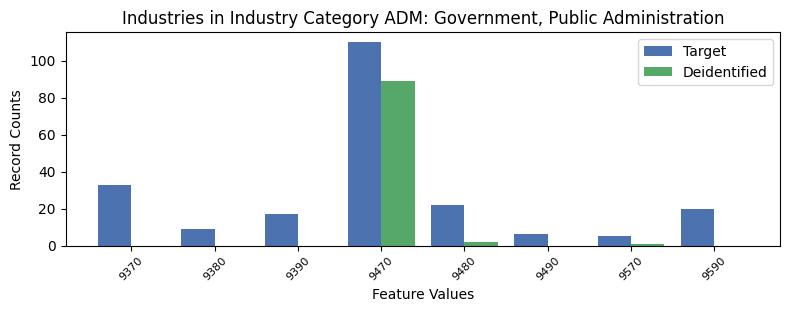 Industries in Industry Category ADM: Government, Public Administration
Target
Deidentified
Record Counts
100
80
60
40
20
0
9370 9380 9390 9470 9480 9490 9570 9590
Feature Values